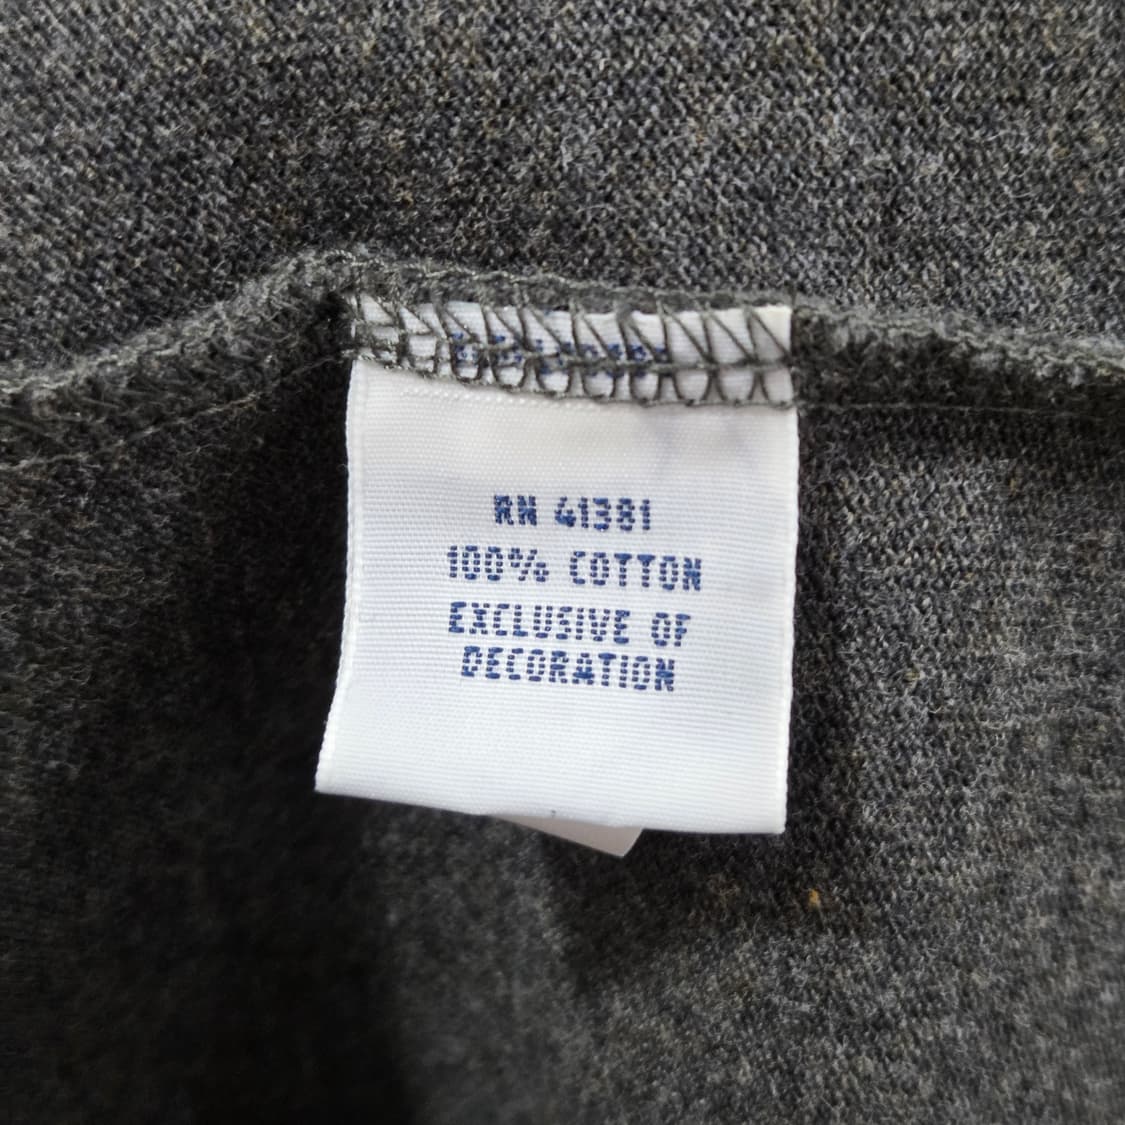 RN 41381
100% COTTON
EXCLUSIVE OF
DECORATION